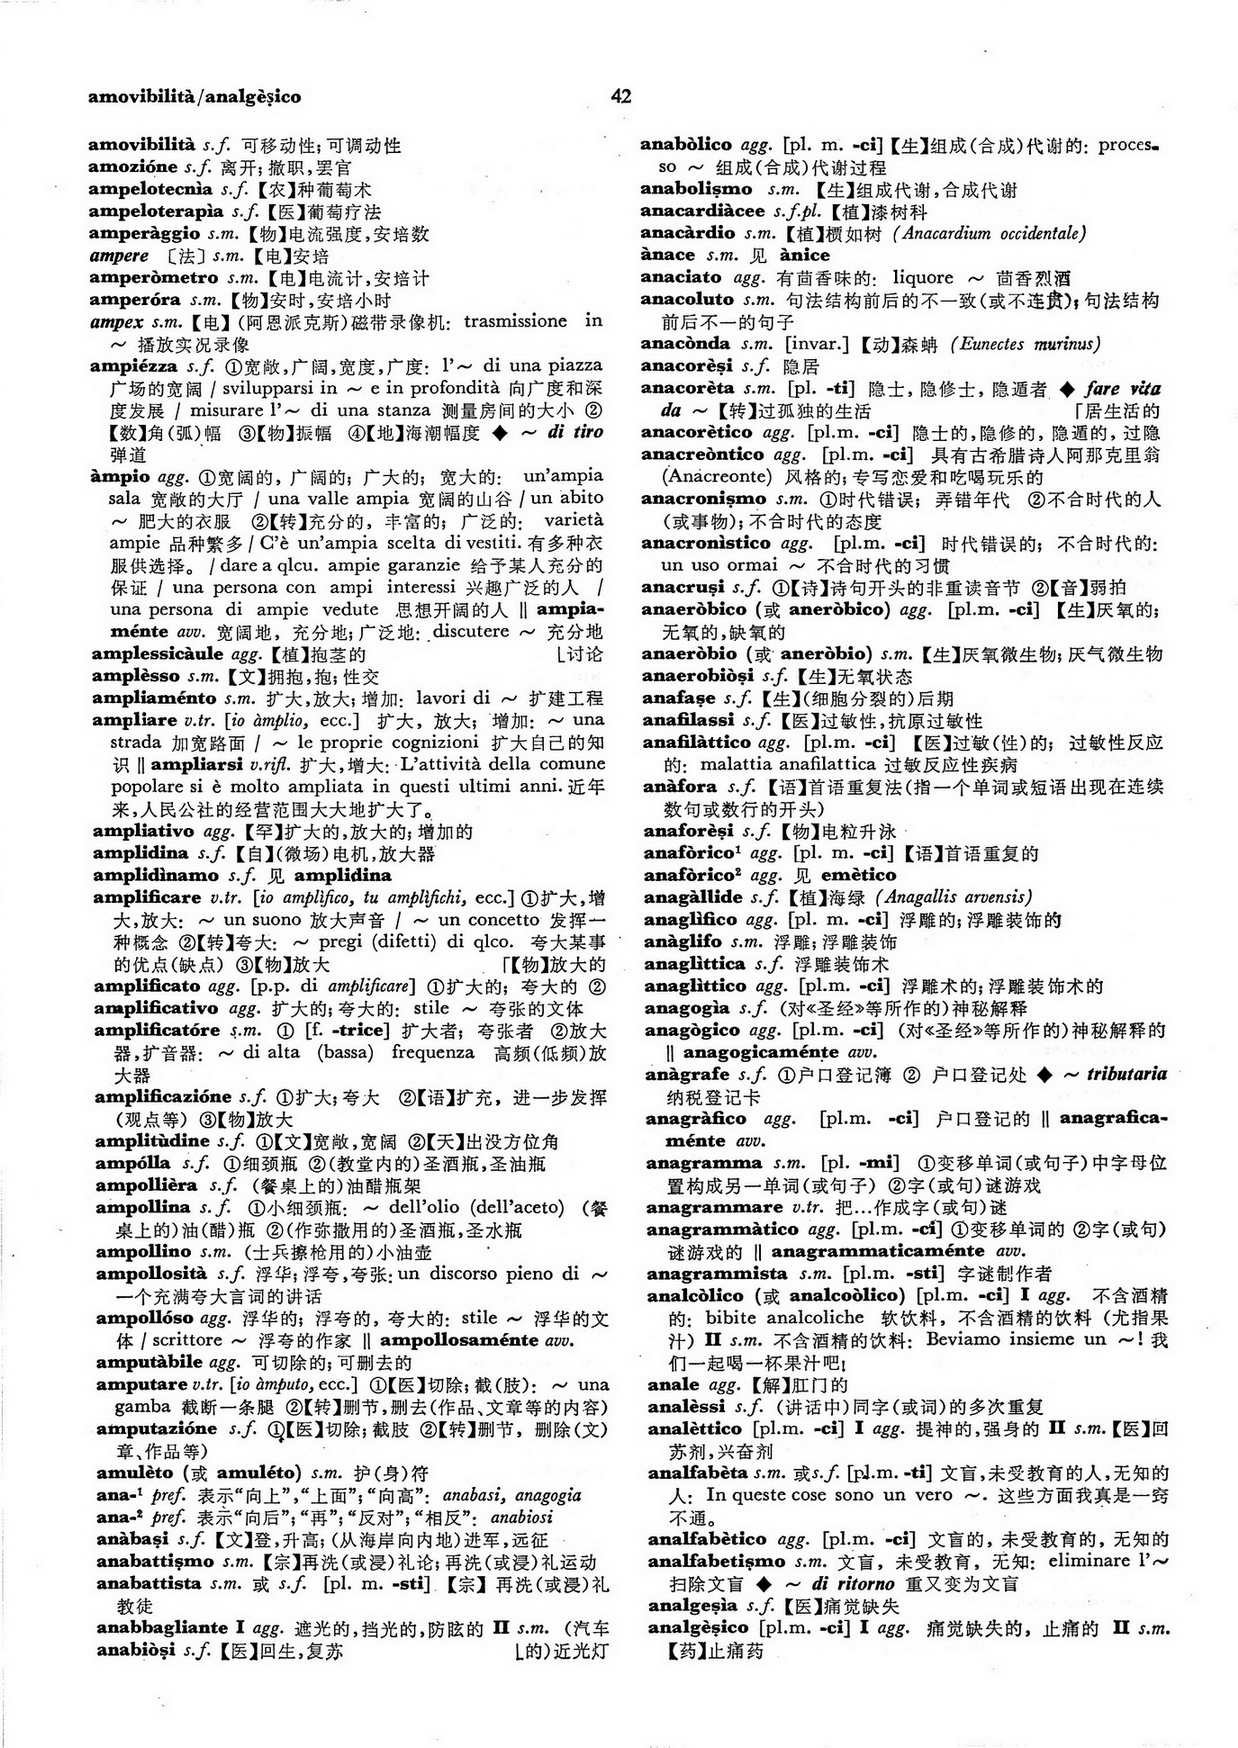 amovibilità/analgèṣico
42
amovibilità s.f. 可移动性; 可调动性
amozióne s.f. 离开; 撤职,罢官
ampelotecnìa s.f.【农】种葡萄术
ampeloterapìa s.f.【医】葡萄疗法
amperàggio s.m.【物】电流强度,安培数
ampere 〔法〕s.m.【电】安培
amperòmetro s.m.【电】电流计,安培计
amperóra s.m.【物】安时,安培小时
ampex s.m.【电】(阿恩派克斯)磁带录像机: trasmissione in
～ 播放实况录像
ampiézza s.f. ①宽敞,广阔,宽度,广度: l'～ di una piazza
广场的宽阔 / svilupparsi in ～ e in profondità 向广度和深
度发展 / misurare l'～ di una stanza 测量房间的大小 ②
【数】角(弧)幅 ③【物】振幅 ④【地】海潮幅度 ◆ ～ di tiro
弹道
àmpio agg. ①宽阔的, 广阔的; 广大的; 宽大的: un'ampia
sala 宽敞的大厅 / una valle ampia 宽阔的山谷 / un abito
～ 肥大的衣服 ②【转】充分的, 丰富的; 广泛的: varietà
ampie 品种繁多 / C'è un'ampia scelta di vestiti. 有多种衣
服供选择。 / dare a qlcu. ampie garanzie 给予某人充分的
保证 / una persona con ampi interessi 兴趣广泛的人 /
una persona di ampie vedute 思想开阔的人 ‖ ampia-
ménte avv. 宽阔地, 充分地; 广泛地: discutere ～ 充分地
amplessicàule agg.【植】抱茎的 ⌊讨论
amplèsso s.m.【文】拥抱,抱; 性交
ampliaménto s.m. 扩大,放大; 增加: lavori di ～ 扩建工程
ampliare v.tr. [io àmplio, ecc.] 扩大, 放大; 增加: ～ una
strada 加宽路面 / ～ le proprie cognizioni 扩大自己的知
识 ‖ ampliarsi v.rifl. 扩大,增大: L'attività della comune
popolare si è molto ampliata in questi ultimi anni. 近年
来,人民公社的经营范围大大地扩大了。
ampliativo agg.【罕】扩大的,放大的; 增加的
amplidina s.f.【自】(微场)电机,放大器
amplidìnamo s.f. 见 amplidina
amplificare v.tr. [io amplìfico, tu amplìfichi, ecc.] ①扩大,增
大,放大: ～ un suono 放大声音 / ～ un concetto 发挥一
种概念 ②【转】夸大: ～ pregi (difetti) di qlco. 夸大某事
的优点(缺点) ③【物】放大 ⌈【物】放大的
amplificato agg. [p.p. di amplificare] ①扩大的; 夸大的 ②
amplificativo agg. 扩大的; 夸大的: stile ～ 夸张的文体
amplificatóre s.m. ① [f. -trice] 扩大者; 夸张者 ②放大
器,扩音器: ～ di alta (bassa) frequenza 高频(低频)放
大器
amplificazióne s.f. ①扩大; 夸大 ②【语】扩充, 进一步发挥
(观点等) ③【物】放大
amplitùdine s.f. ①【文】宽敞,宽阔 ②【天】出没方位角
ampólla s.f. ①细颈瓶 ②(教堂内的)圣酒瓶,圣油瓶
ampollièra s.f. (餐桌上的)油醋瓶架
ampollina s.f. ①小细颈瓶: ～ dell'olio (dell'aceto) (餐
桌上的)油(醋)瓶 ②(作弥撒用的)圣酒瓶,圣水瓶
ampollino s.m. (士兵擦枪用的)小油壶
ampollosità s.f. 浮华; 浮夸,夸张: un discorso pieno di ～
一个充满夸大言词的讲话
ampollóso agg. 浮华的; 浮夸的, 夸大的: stile ～ 浮华的文
体 / scrittore ～ 浮夸的作家 ‖ ampollosaménte avv.
amputàbile agg. 可切除的; 可删去的
amputare v.tr. [io àmputo, ecc.] ①【医】切除; 截(肢): ～ una
gamba 截断一条腿 ②【转】删节,删去(作品、文章等的内容)
amputazióne s.f. ①【医】切除; 截肢 ②【转】删节, 删除(文)
章、作品等)
amulèto (或 amuléto) s.m. 护(身)符
ana-¹ pref. 表示“向上”,“上面”;“向高”: anabasi, anagogia
ana-² pref. 表示“向后”;“再”;“反对”;“相反”: anabiosi
anàbaṣi s.f.【文】登,升高; (从海岸向内地)进军,远征
anabattiṣmo s.m.【宗】再洗(或浸)礼论; 再洗(或浸)礼运动
anabattista s.m. 或 s.f. [pl. m. -sti]【宗】再洗(或浸)礼
教徒
anabbagliante I agg. 遮光的,挡光的,防眩的 II s.m. (汽车
anabiòṣi s.f.【医】回生,复苏 ⌊的)近光灯
anabòlico agg. [pl. m. -ci]【生】组成(合成)代谢的: proces-
so ～ 组成(合成)代谢过程
anaboliṣmo s.m. 【生】组成代谢,合成代谢
anacardiàcee s.f.pl.【植】漆树科
anacàrdio s.m.【植】槚如树 (Anacardium occidentale)
ànace s.m. 见 ànice
anaciato agg. 有茴香味的: liquore ～ 茴香烈酒
anacoluto s.m. 句法结构前后的不一致(或不连贯); 句法结构
前后不一的句子
anacònda s.m. [invar.]【动】森蚺 (Eunectes murinus)
anacorèṣi s.f. 隐居
anacorèta s.m. [pl. -ti] 隐士,隐修士, 隐遁者 ◆ fare vita
da ～【转】过孤独的生活 ⌈居生活的
anacorètico agg. [pl.m. -ci] 隐士的,隐修的, 隐遁的, 过隐
anacreòntico agg. [pl.m. -ci] 具有古希腊诗人阿那克里翁
(Anacreonte) 风格的; 专写恋爱和吃喝玩乐的
anacroniṣmo s.m. ①时代错误; 弄错年代 ②不合时代的人
(或事物); 不合时代的态度
anacronìstico agg. [pl.m. -ci] 时代错误的; 不合时代的:
un uso ormai ～ 不合时代的习惯
anacruṣi s.f. ①【诗】诗句开头的非重读音节 ②【音】弱拍
anaeròbico (或 aneròbico) agg. [pl.m. -ci]【生】厌氧的;
无氧的,缺氧的
anaeròbio (或 aneròbio) s.m.【生】厌氧微生物; 厌气微生物
anaerobiòṣi s.f.【生】无氧状态
anafaṣe s.f.【生】(细胞分裂的)后期
anafilassi s.f.【医】过敏性,抗原过敏性
anafilàttico agg. [pl.m. -ci]【医】过敏(性)的; 过敏性反应
的: malattia anafilattica 过敏反应性疾病
anàfora s.f.【语】首语重复法(指一个单词或短语出现在连续
数句或数行的开头)
anaforèṣi s.f.【物】电粒升泳
anafòrico¹ agg. [pl. m. -ci]【语】首语重复的
anafòrico² agg. 见 emètico
anagàllide s.f.【植】海绿 (Anagallis arvensis)
anaglìfico agg. [pl. m. -ci] 浮雕的; 浮雕装饰的
anàglifo s.m. 浮雕; 浮雕装饰
anaglìttica s.f. 浮雕装饰术
anaglìttico agg. [pl.m. -ci] 浮雕术的; 浮雕装饰术的
anagogìa s.f. (对《圣经》等所作的)神秘解释
anagògico agg. [pl.m. -ci] (对《圣经》等所作的)神秘解释的
‖ anagogicaménte avv.
anàgrafe s.f. ①户口登记簿 ② 户口登记处 ◆ ～ tributaria
纳税登记卡
anagràfico agg. [pl.m. -ci] 户口登记的 ‖ anagrafica-
ménte avv.
anagramma s.m. [pl. -mi] ①变移单词(或句子)中字母位
置构成另一单词(或句子) ②字(或句)谜游戏
anagrammare v.tr. 把…作成字(或句)谜
anagrammàtico agg. [pl.m. -ci] ①变移单词的 ②字(或句)
谜游戏的 ‖ anagrammaticaménte avv.
anagrammista s.m. [pl.m. -sti] 字谜制作者
analcòlico (或 analcoòlico) [pl.m. -ci] I agg. 不含酒精
的: bibite analcoliche 软饮料, 不含酒精的饮料 (尤指果
汁) II s.m. 不含酒精的饮料: Beviamo insieme un ～! 我
们一起喝一杯果汁吧!
anale agg.【解】肛门的
analèssi s.f. (讲话中)同字(或词)的多次重复
analèttico [pl.m. -ci] I agg. 提神的,强身的 II s.m.【医】回
苏剂,兴奋剂
analfabèta s.m. 或s.f. [pl.m. -ti] 文盲,未受教育的人,无知的
人: In queste cose sono un vero ～. 这些方面我真是一窍
不通。
analfabètico agg. [pl.m. -ci] 文盲的, 未受教育的, 无知的
analfabetiṣmo s.m. 文盲, 未受教育, 无知: eliminare l'～
扫除文盲 ◆ ～ di ritorno 重又变为文盲
analgeṣìa s.f.【医】痛觉缺失
analgèṣico [pl.m. -ci] I agg. 痛觉缺失的, 止痛的 II s.m.
【药】止痛药